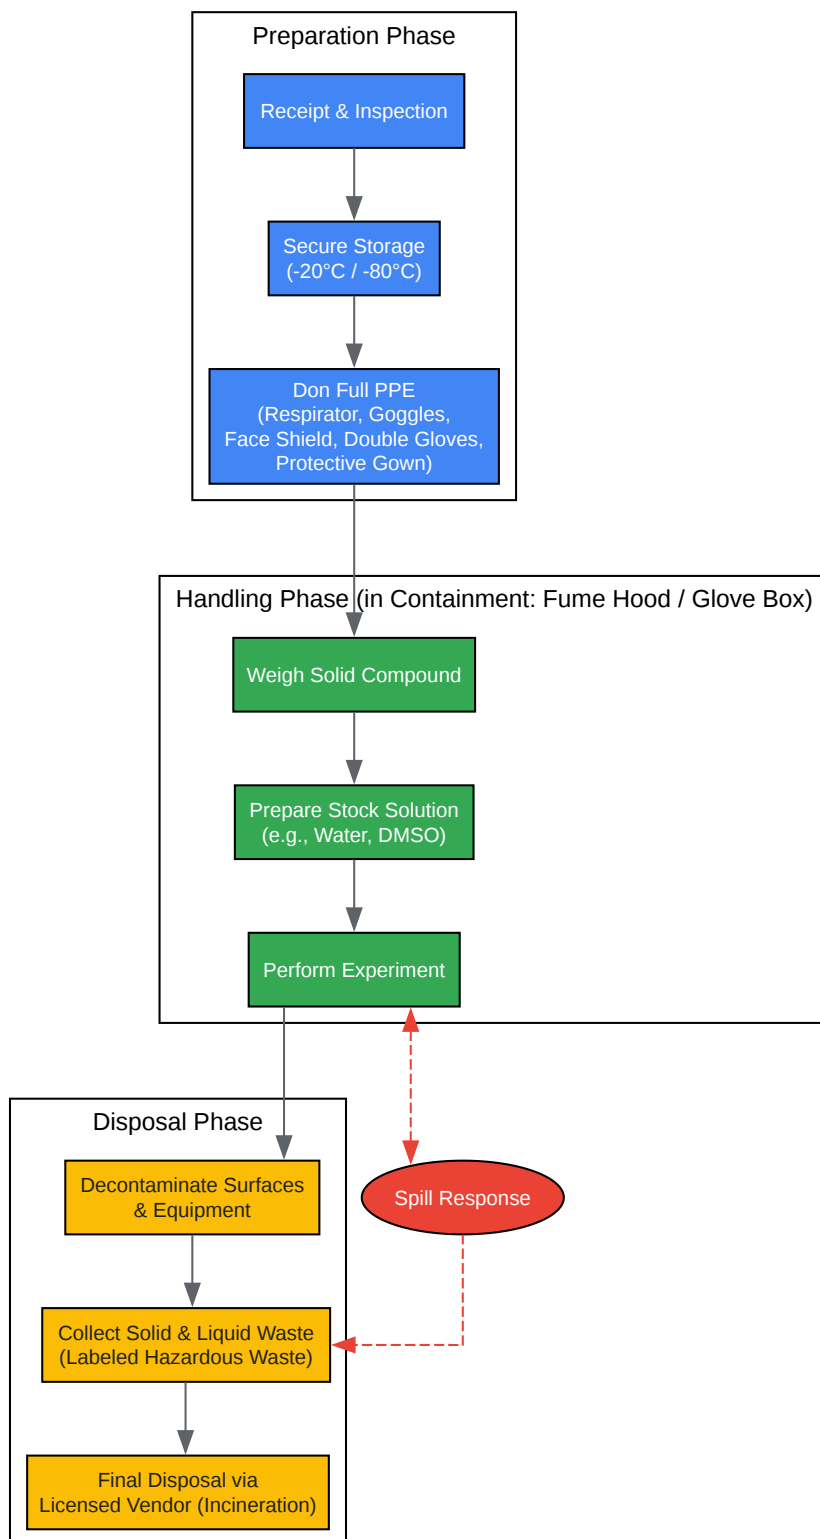 Preparation Phase
Receipt & Inspection
Secure Storage
(-20°C / -80°C)
Don Full PPE
(Respirator, Goggles,
Face Shield, Double Gloves,
Protective Gown)
Handling Phase (in Containment: Fume Hood / Glove Box)
Weigh Solid Compound
Prepare Stock Solution
(e.g., Water, DMSO)
Perform Experiment
Disposal Phase
Decontaminate Surfaces
& Equipment
Spill Response
Collect Solid & Liquid Waste
(Labeled Hazardous Waste)
Final Disposal via
Licensed Vendor (Incineration)